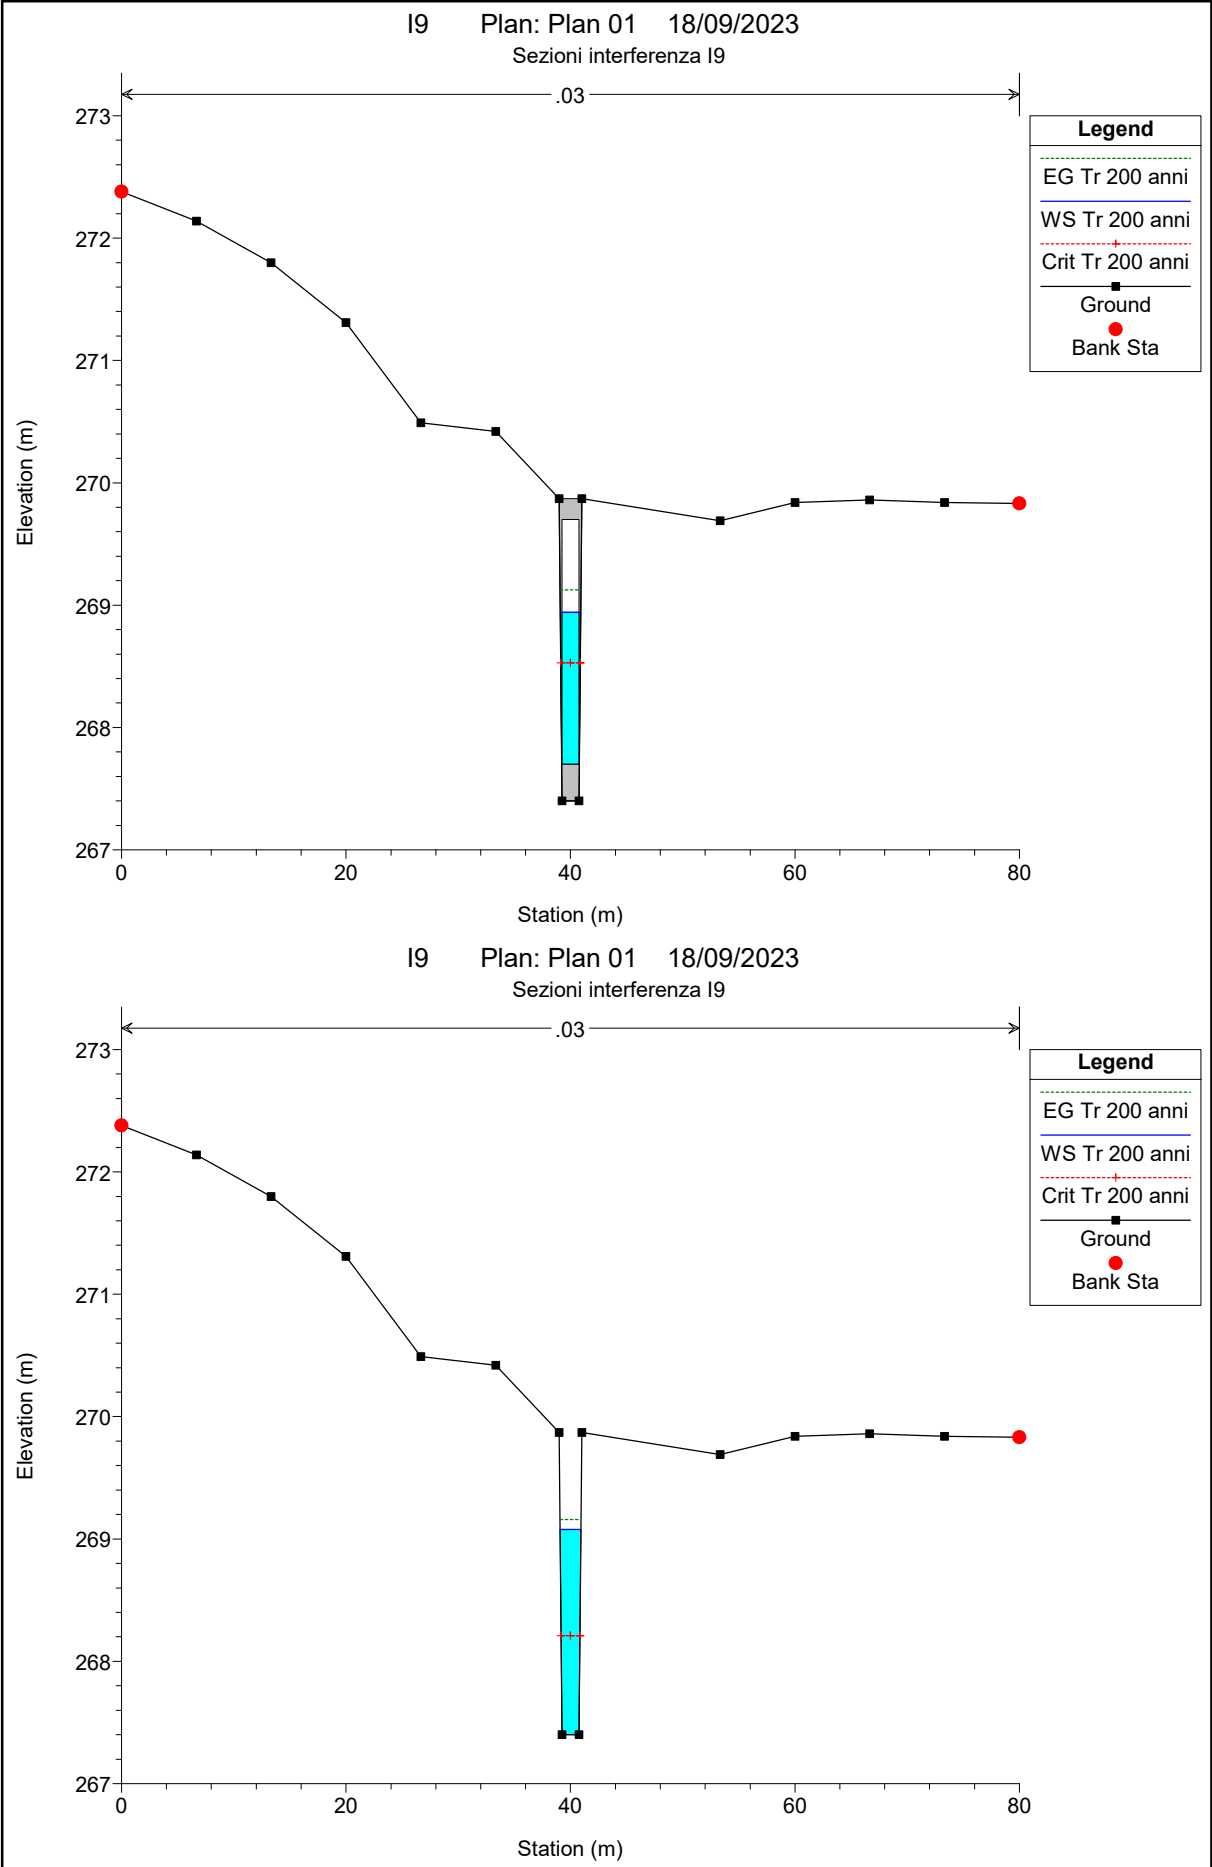 I9 Plan: Plan 01 18/09/2023
Sezioni interferenza I9
.03
273
272
271
270
269
268
267
Elevation (m)
0 20 40 60 80
Station (m)
Legend
EG Tr 200 anni
WS Tr 200 anni
Crit Tr 200 anni
Ground
Bank Sta
I9 Plan: Plan 01 18/09/2023
Sezioni interferenza I9
.03
273
272
271
270
269
268
267
Elevation (m)
0 20 40 60 80
Station (m)
Legend
EG Tr 200 anni
WS Tr 200 anni
Crit Tr 200 anni
Ground
Bank Sta